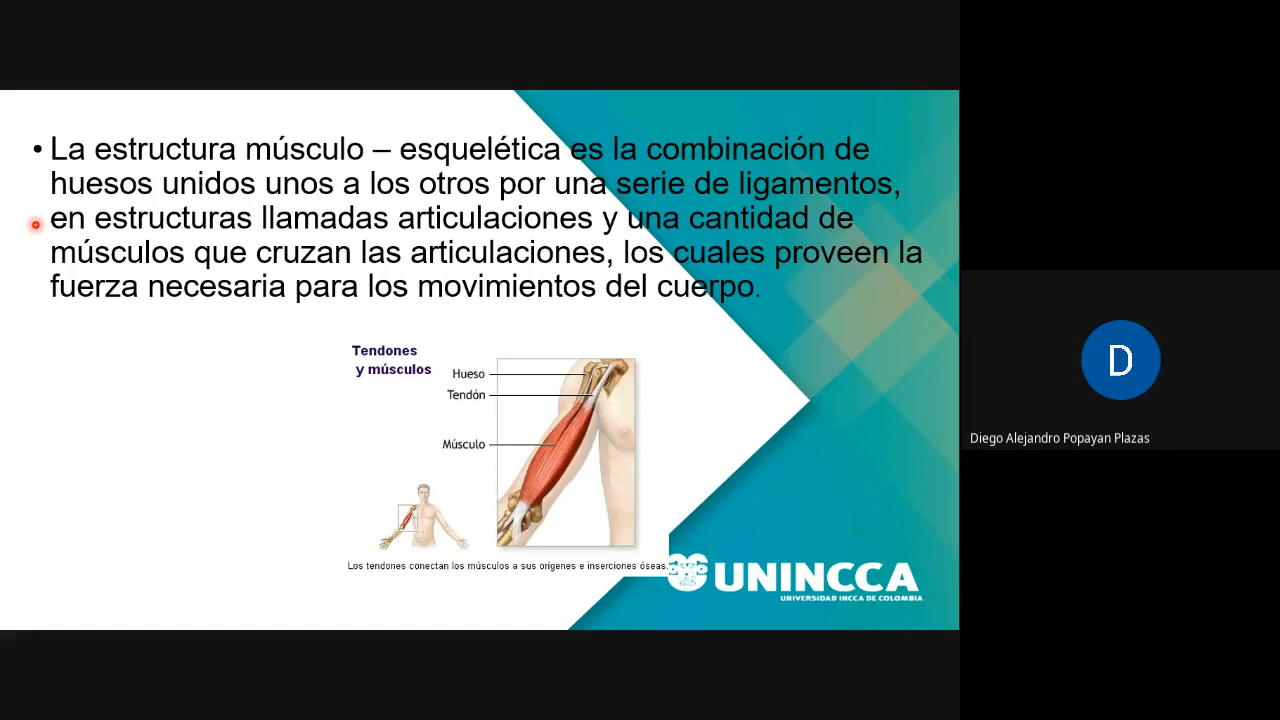 • La estructura músculo – esquelética es la combinación de
huesos unidos unos a los otros por una serie de ligamentos,
en estructuras llamadas articulaciones y una cantidad de
músculos que cruzan las articulaciones, los cuales proveen la
fuerza necesaria para los movimientos del cuerpo.
Tendones
y músculos
Hueso
Tendón
Músculo
Los tendones conectan los músculos a sus orígenes e inserciones óseas.
UNINCCA
UNIVERSIDAD INCCA DE COLOMBIA
D
Diego Alejandro Popayan Plazas